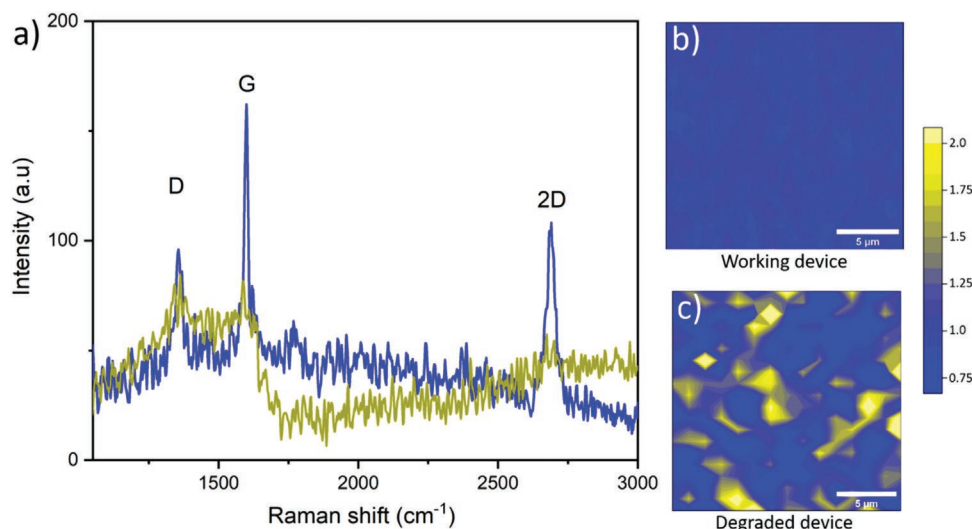 a)
200
100
0
Intensity (a.u)
D
G
2D
1500
2000
2500
3000
Raman shift (cm⁻¹)
b)
5 µm
Working device
c)
5 µm
Degraded device
2.0
1.75
1.5
1.25
1.0
0.75